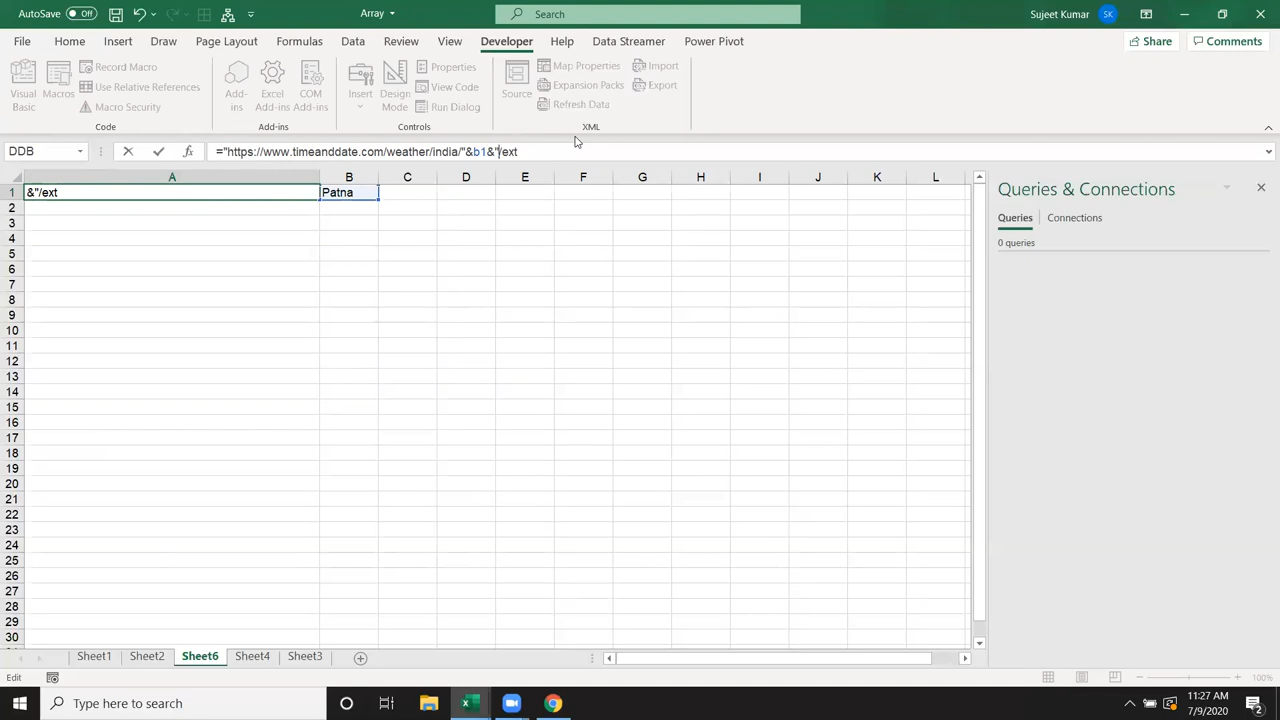 AutoSave Off
Array
Search
Sujeet Kumar
SK
File Home Insert Draw Page Layout Formulas Data Review View Developer Help Data Streamer Power Pivot
Share
Comments
Visual Basic
Macros
Record Macro
Use Relative References
Macro Security
Code
Add-ins
Excel Add-ins
COM Add-ins
Add-ins
Insert
Design Mode
Properties
View Code
Run Dialog
Controls
Source
Map Properties
Expansion Packs
Refresh Data
Import
Export
XML
DDB
="https://www.timeanddate.com/weather/india/"&b1&"/ext
A B C D E F G H I J K L
1 &"/ext Patna
2
3
4
5
6
7
8
9
10
11
12
13
14
15
16
17
18
19
20
21
22
23
24
25
26
27
28
29
30
Queries & Connections
Queries Connections
0 queries
Sheet1 Sheet2 Sheet6 Sheet4 Sheet3
Edit
100%
Type here to search
11:27 AM
7/9/2020
2